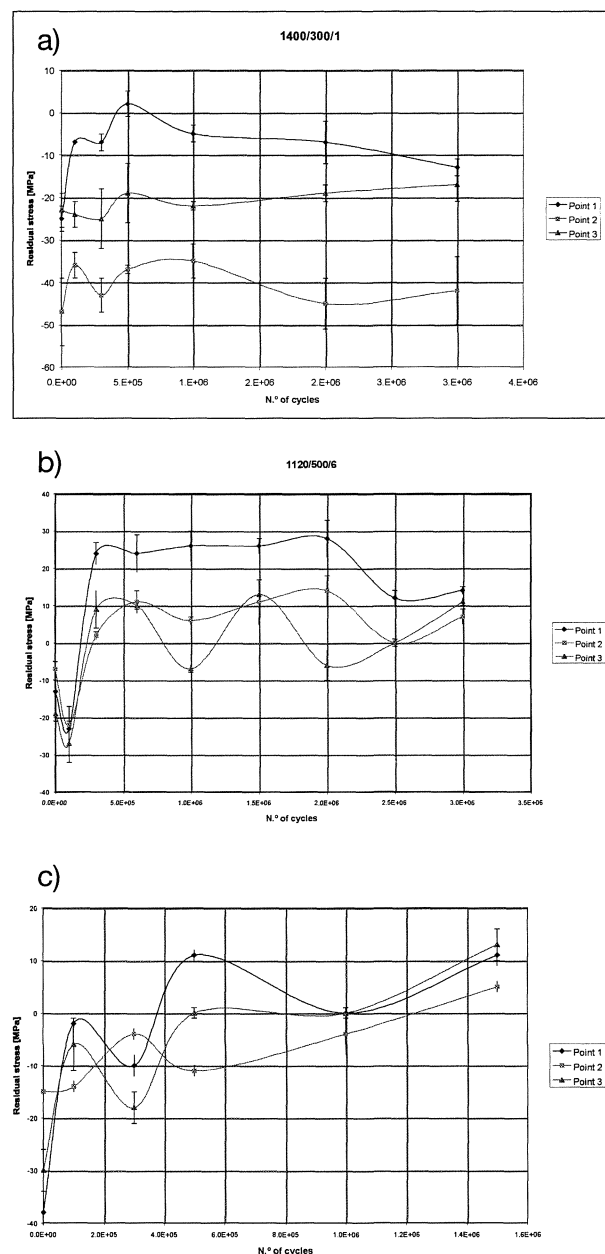 a)
1400/300/1
10
0
-10
-20
-30
-40
-50
-60
Residual stress [MPa]
0.E+00 5.E+05 1.E+06 2.E+06 2.E+06 3.E+06 3.E+06 4.E+06
N.º of cycles
Point 1
Point 2
Point 3
b)
1120/500/6
40
30
20
10
0
-10
-20
-30
-40
Residual stress [MPa]
0.0E+00 5.0E+05 1.0E+06 1.5E+06 2.0E+06 2.5E+06 3.0E+06 3.5E+06
N.º of cycles
Point 1
Point 2
Point 3
c)
20
10
0
-10
-20
-30
-40
Residual stress [MPa]
0.0E+00 2.0E+05 4.0E+05 6.0E+05 8.0E+05 1.0E+06 1.2E+06 1.4E+06 1.6E+06
N.º of cycles
Point 1
Point 2
Point 3